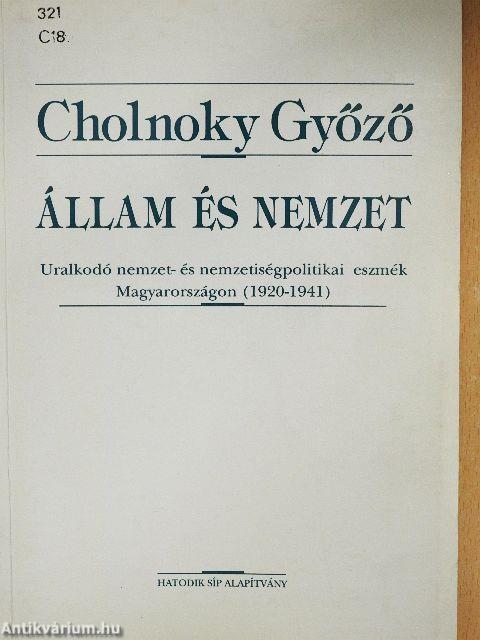 321
C18.
Cholnoky Győző
ÁLLAM ÉS NEMZET
Uralkodó nemzet- és nemzetiségpolitikai eszmék
Magyarországon (1920-1941)
HATODIK SÍP ALAPÍTVÁNY
Antikvárium.hu